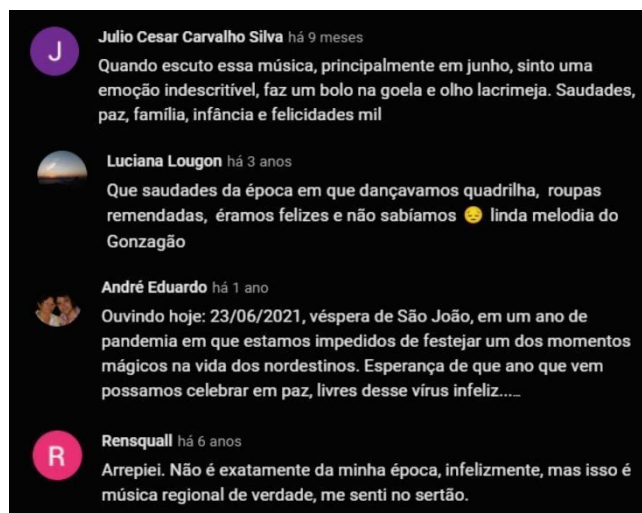 J
Julio Cesar Carvalho Silva há 9 meses
Quando escuto essa música, principalmente em junho, sinto uma
emoção indescritível, faz um bolo na goela e olho lacrimeja. Saudades,
paz, família, infância e felicidades mil
Luciana Lougon há 3 anos
Que saudades da época em que dançavamos quadrilha, roupas
remendadas, éramos felizes e não sabíamos 😔 linda melodia do
Gonzagão
André Eduardo há 1 ano
Ouvindo hoje: 23/06/2021, véspera de São João, em um ano de
pandemia em que estamos impedidos de festejar um dos momentos
mágicos na vida dos nordestinos. Esperança de que ano que vem
possamos celebrar em paz, livres desse vírus infeliz.....
R
Rensquall há 6 anos
Arrepiei. Não é exatamente da minha época, infelizmente, mas isso é
música regional de verdade, me senti no sertão.